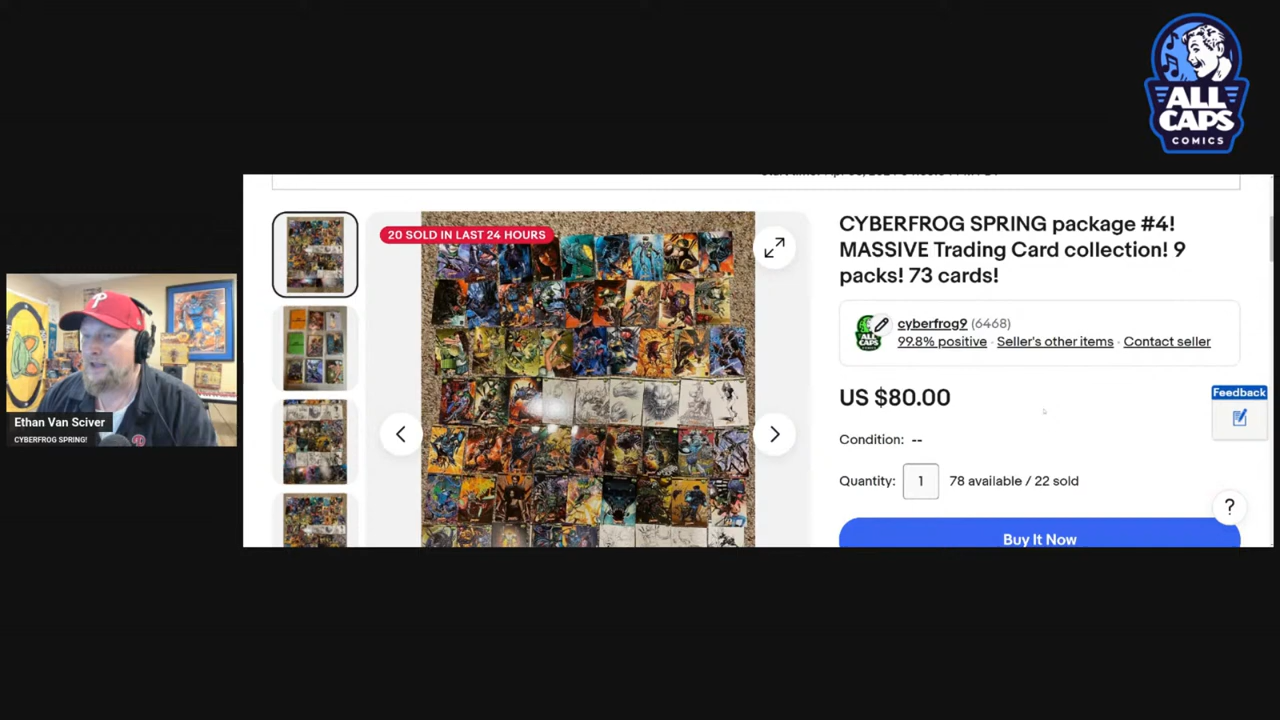 ALL
CAPS
COMICS
20 SOLD IN LAST 24 HOURS
CYBERFROG SPRING package #4!
MASSIVE Trading Card collection! 9
packs! 73 cards!
cyberfrog9 (6468)
99.8% positive · Seller's other items · Contact seller
US $80.00
Feedback
Condition: --
Quantity: 1 78 available / 22 sold
?
Buy It Now
Ethan Van Sciver
CYBERFROG SPRING!